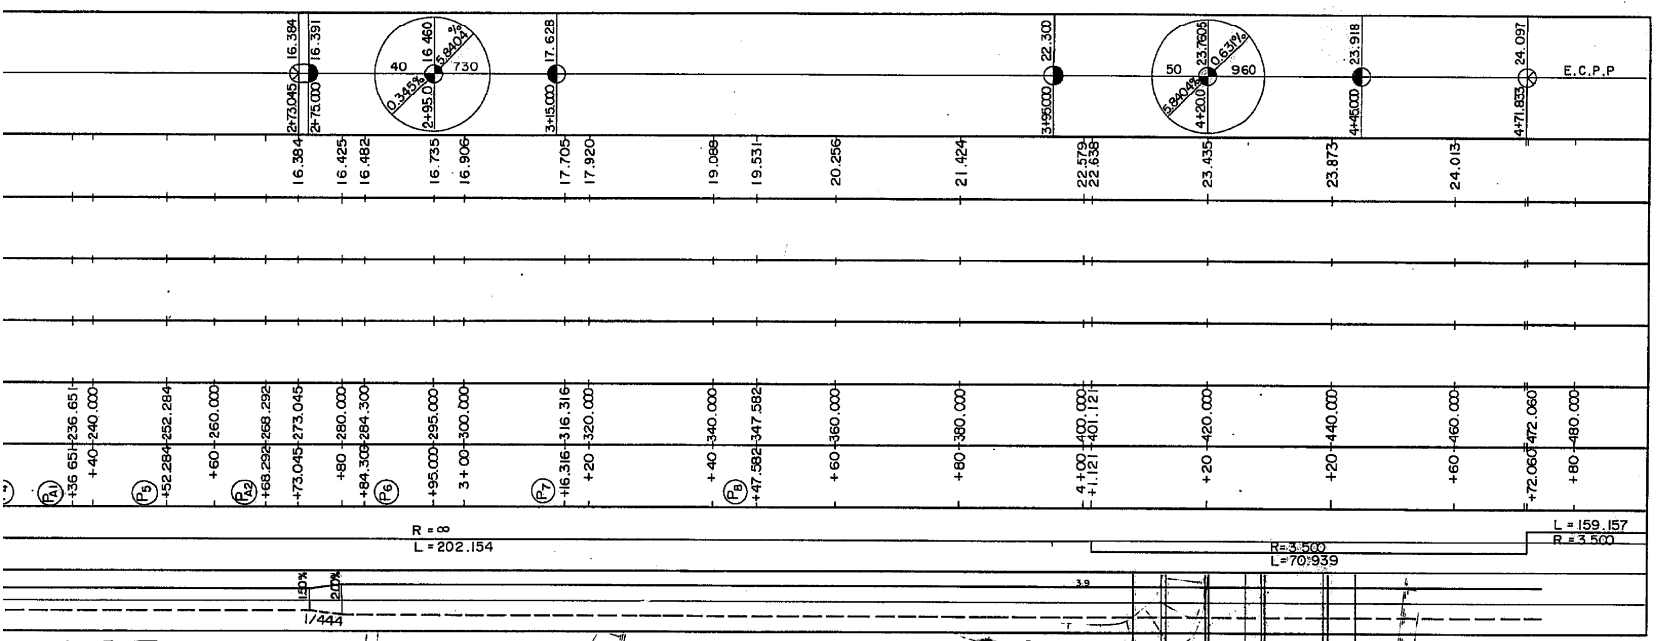 2+73.045 16.384
2+75.000 16.391
40 730
0.345% 5.8404 %
2+95.0 16 460
3+15.000 17.628
3+95.000 22.300
50 960
5.8404% 0.631%
4+20.0 23.7605
4+45.000 23.918
4+71.833 24.097
E.C.P.P
16.384 16.425 16.482 16.735 16.906 17.705 17.920 19.088 19.531 20.256 21.424 22.579 22.638 23.435 23.873 24.013
236.651 240.000 252.284 260.000 268.292 273.045 280.000 284.300 295.000 300.000 316.316 320.000 340.000 347.582 360.000 380.000 400.000 401.121 420.000 440.000 460.000 472.060 480.000
+36 651 +40 +52.284 +60 +68.292 +73.045 +80 +84.300 +95.000 3+00 +16.316 +20 +40 +47.582 +60 +80 4+00 +1.121 +20 +20 +60 +72.060 +80
PA1 P5 PA2 P6 P7 P8
R = ∞
L = 202.154
R=3.500
L=70.939
L = 159.157
R = 3.500
1.50% 2.00%
1/444
3.9